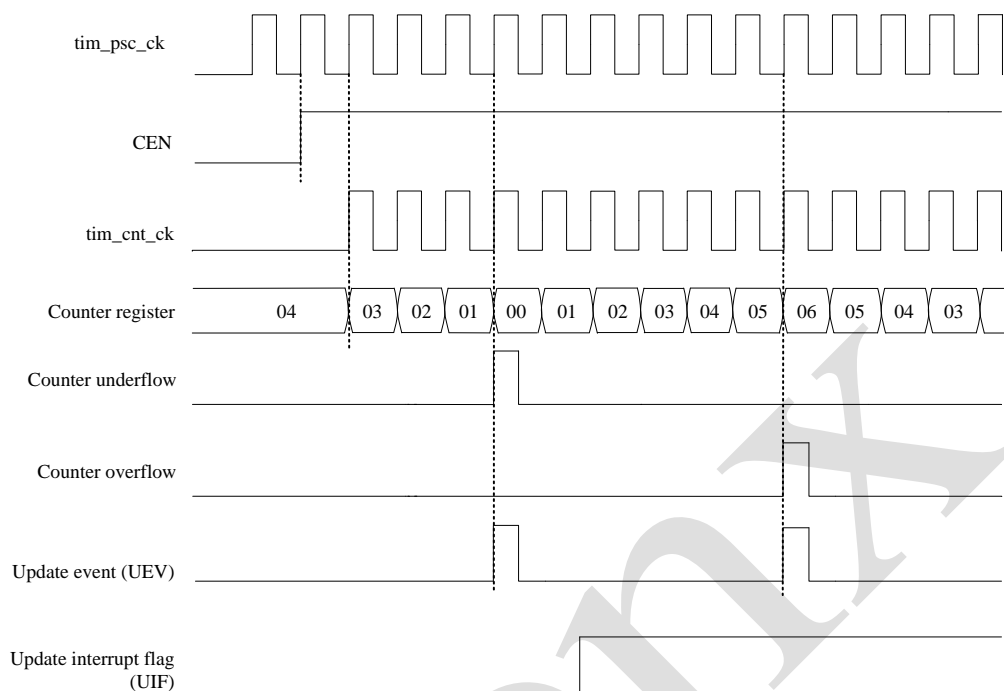 tim_psc_ck
CEN
tim_cnt_ck
Counter register 04 03 02 01 00 01 02 03 04 05 06 05 04 03
Counter underflow
Counter overflow
Update event (UEV)
Update interrupt flag
(UIF)